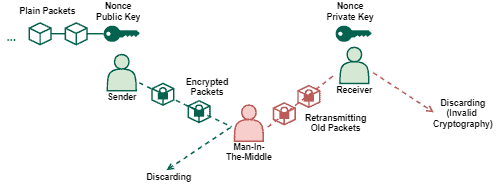 Plain Packets
Nonce
Public Key
Nonce
Private Key
...
Sender
Encrypted
Packets
Receiver
Retransmitting
Old Packets
Discarding
(Invalid
Cryptography)
Man-In-
The-Middle
Discarding